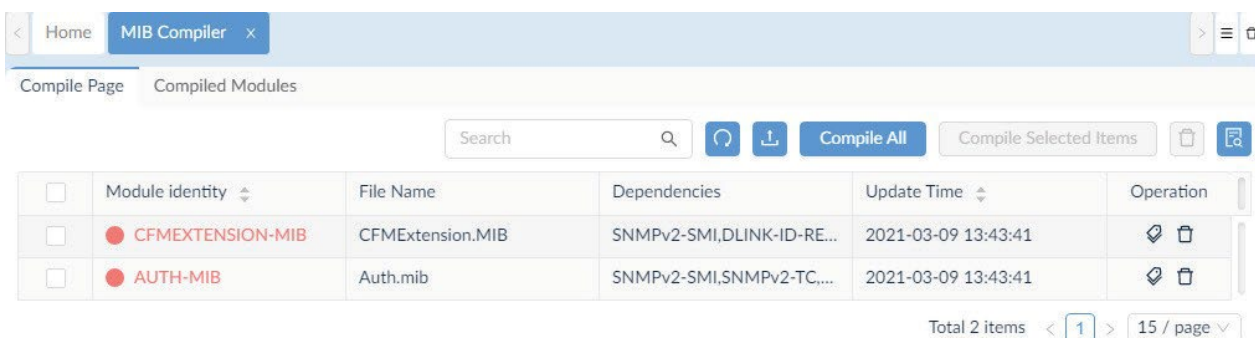 Home MIB Compiler x
Compile Page Compiled Modules
Search Compile All Compile Selected Items
Module identity File Name Dependencies Update Time Operation
CFMEXTENSION-MIB CFMExtension.MIB SNMPv2-SMI,DLINK-ID-RE... 2021-03-09 13:43:41
AUTH-MIB Auth.mib SNMPv2-SMI,SNMPv2-TC,... 2021-03-09 13:43:41
Total 2 items < 1 > 15 / page